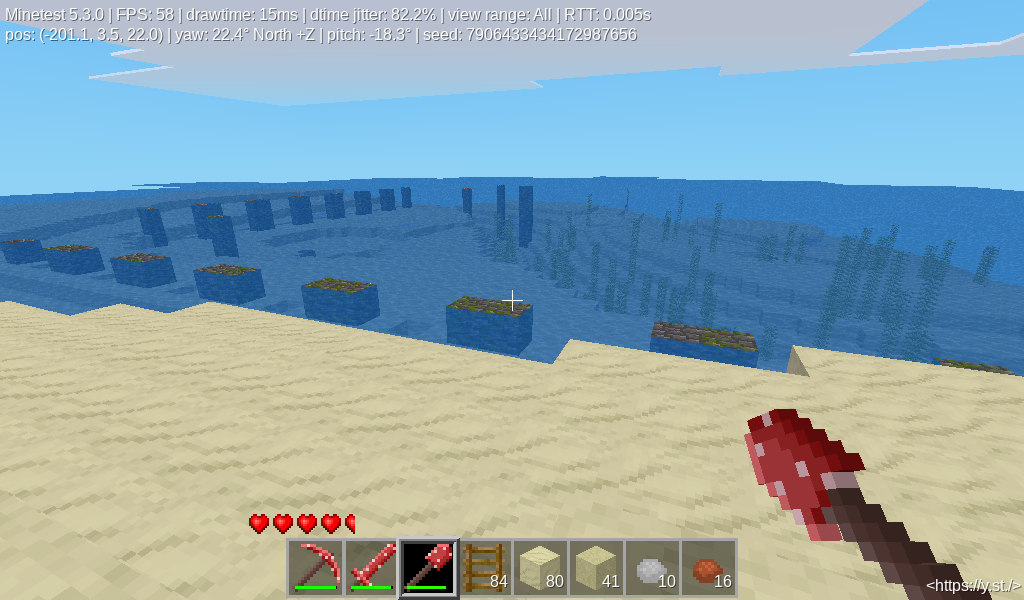 Minetest 5.3.0 | FPS: 58 | drawtime: 15ms | dtime jitter: 82.2% | view range: All | RTT: 0.005s
pos: (-201.1, 3.5, 22.0) | yaw: 22.4° North +Z | pitch: -18.3° | seed: 7906433434172987656
84 80 41 10 16
<https://y.st./>